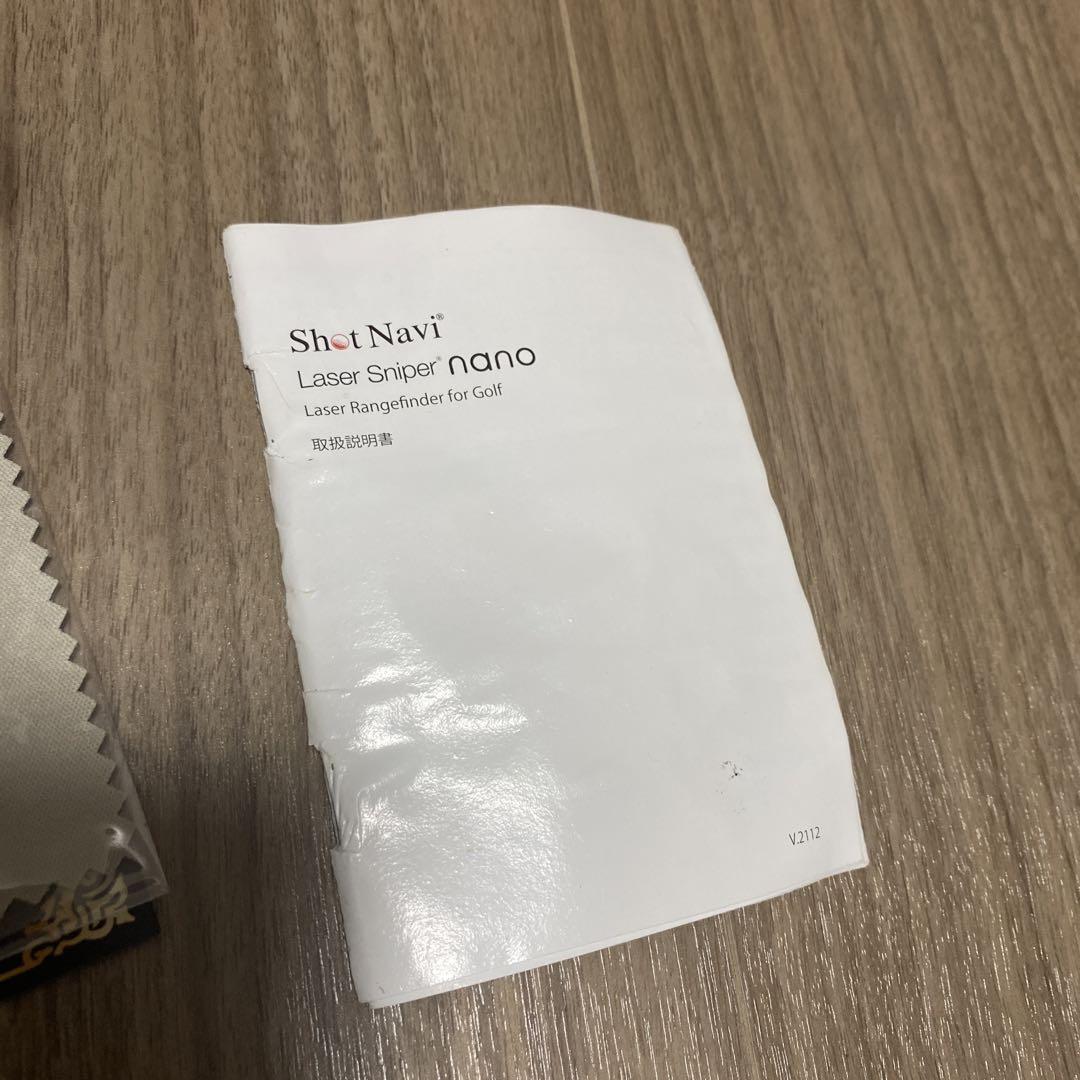 Shot Navi®
Laser Sniper® nano
Laser Rangefinder for Golf
取扱説明書
V.2112